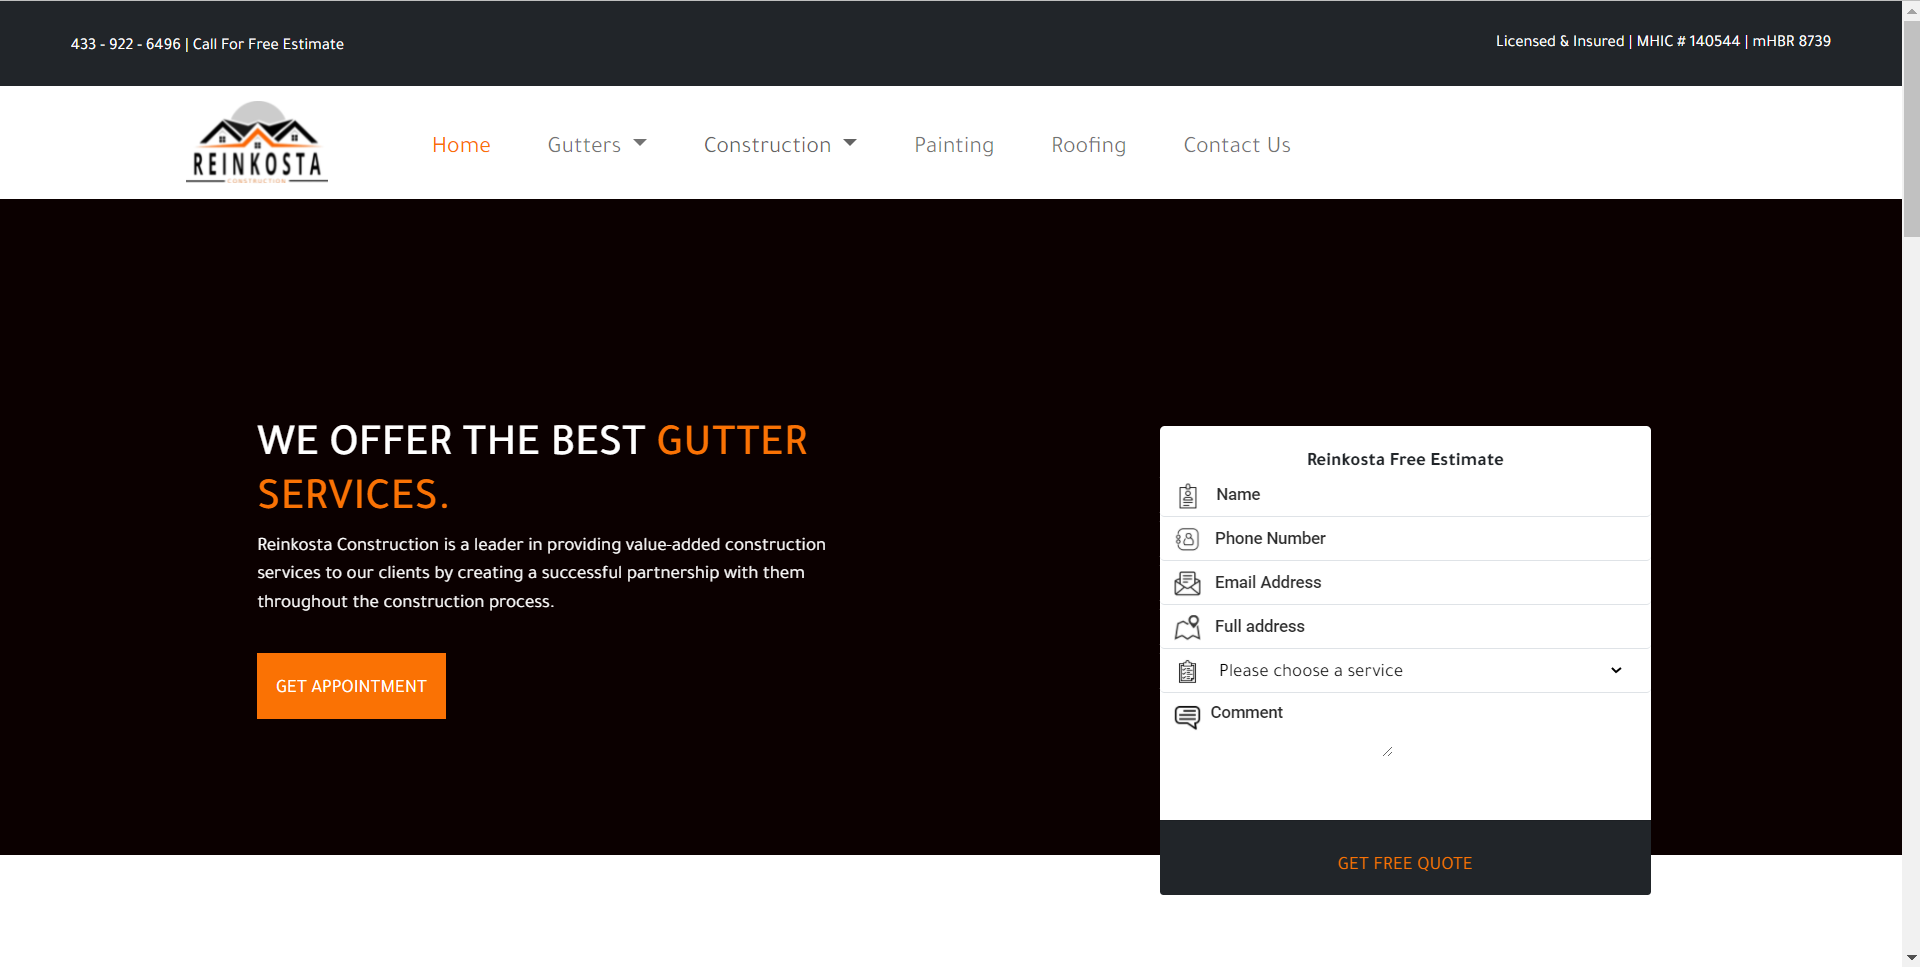 433 - 922 - 6496 | Call For Free Estimate
Licensed & Insured | MHIC # 140544 | mHBR 8739
REINKOSTA
CONSTRUCTION
Home
Gutters
Construction
Painting
Roofing
Contact Us
WE OFFER THE BEST GUTTER
SERVICES.
Reinkosta Construction is a leader in providing value-added construction
services to our clients by creating a successful partnership with them
throughout the construction process.
GET APPOINTMENT
Reinkosta Free Estimate
Name
Phone Number
Email Address
Full address
Please choose a service
Comment
GET FREE QUOTE